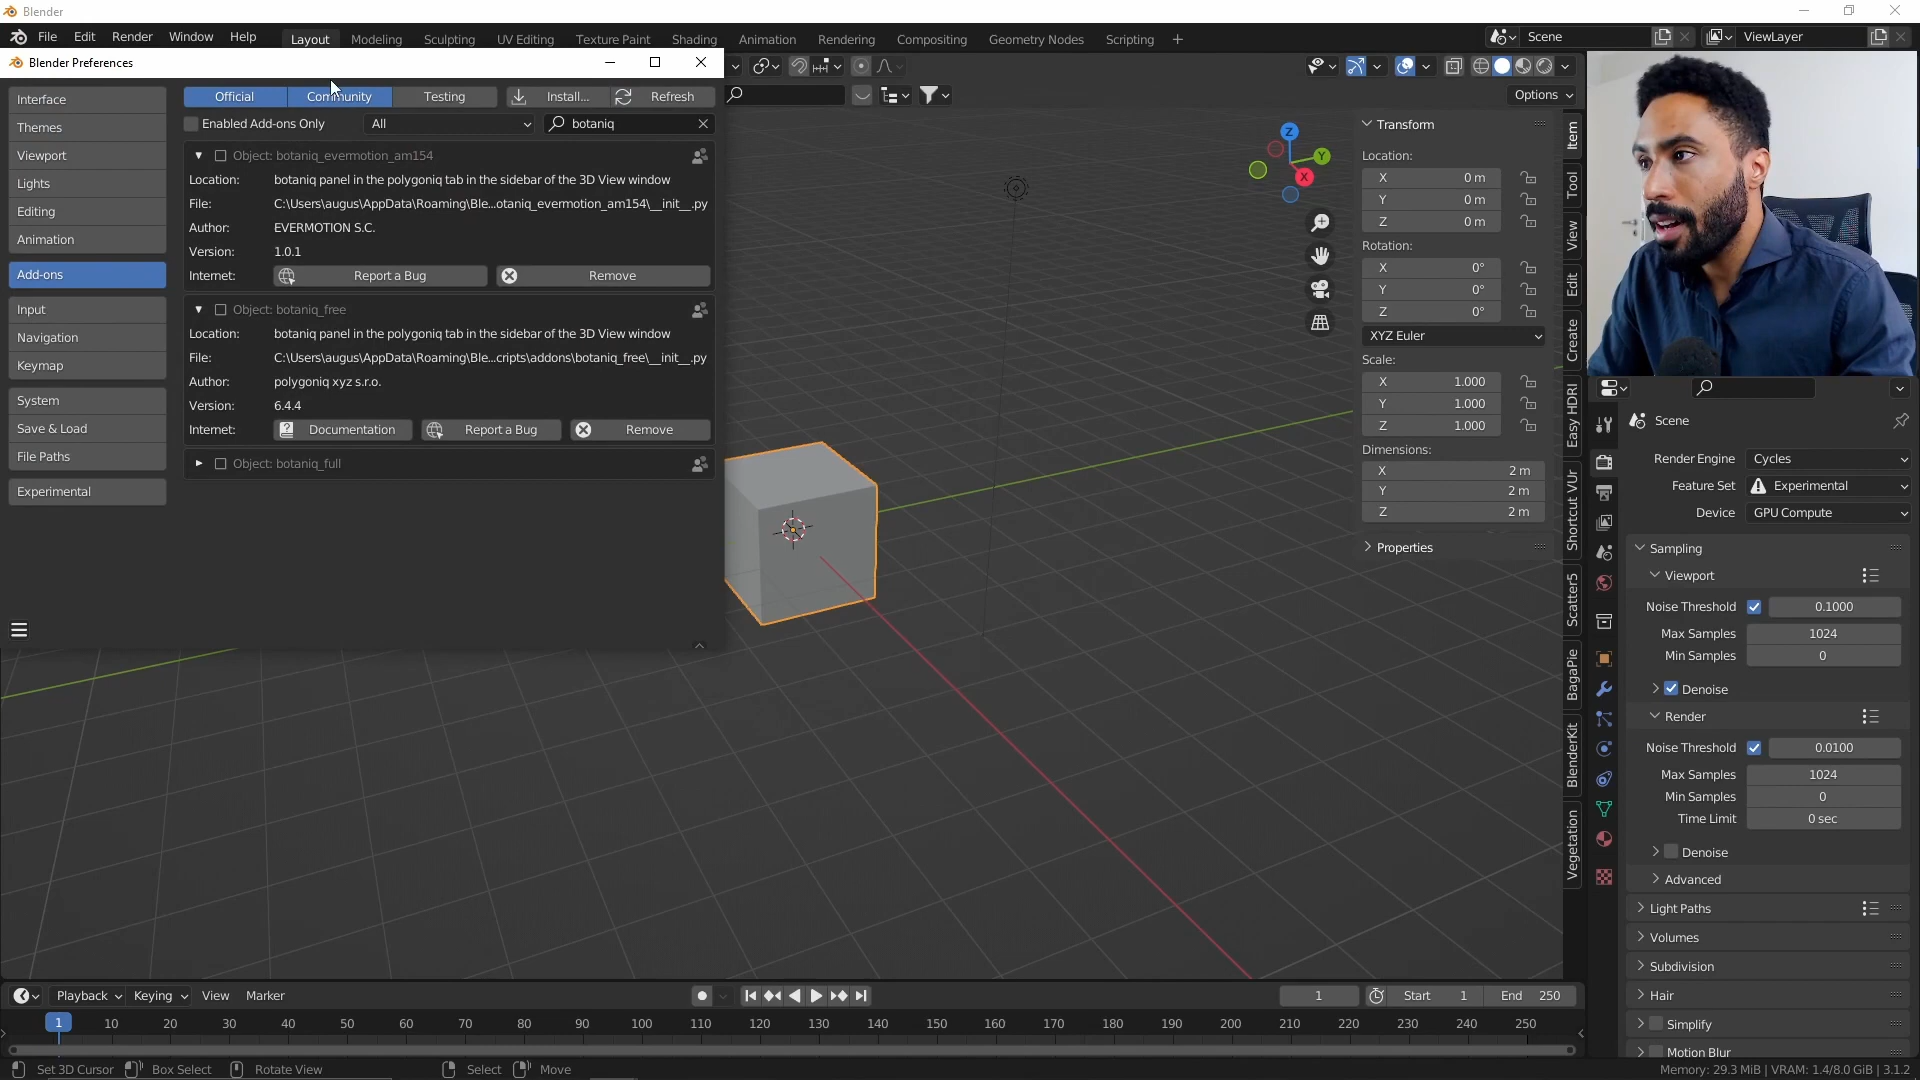 Blender
File Edit Render Window Help Layout Modeling Sculpting UV Editing Texture Paint Shading Animation Rendering Compositing Geometry Nodes Scripting + Scene ViewLayer
Blender Preferences
Options
Interface
Themes
Viewport
Lights
Editing
Animation
Add-ons
Input
Navigation
Keymap
System
Save & Load
File Paths
Experimental
Official Community Testing Install... Refresh
Enabled Add-ons Only All botaniq
Object: botaniq_evermotion_am154
Location: botaniq panel in the polygoniq tab in the sidebar of the 3D View window
File: C:\Users\augus\AppData\Roaming\Ble...otaniq_evermotion_am154\__init__.py
Author: EVERMOTION S.C.
Version: 1.0.1
Internet: Report a Bug Remove
Object: botaniq_free
Location: botaniq panel in the polygoniq tab in the sidebar of the 3D View window
File: C:\Users\augus\AppData\Roaming\Ble...cripts\addons\botaniq_free\__init__.py
Author: polygoniq xyz s.r.o.
Version: 6.4.4
Internet: Documentation Report a Bug Remove
Object: botaniq_full
Z
Y
X
Transform
Location:
X 0 m
Y 0 m
Z 0 m
Rotation:
X 0°
Y 0°
Z 0°
XYZ Euler
Scale:
X 1.000
Y 1.000
Z 1.000
Dimensions:
X 2 m
Y 2 m
Z 2 m
Properties
Item
Tool
View
Edit
Create
Easy HDRI
Shortcut VUr
Scatter5
BagaPie
BlenderKit
Vegetation
Scene
Render Engine Cycles
Feature Set Experimental
Device GPU Compute
Sampling
Viewport
Noise Threshold 0.1000
Max Samples 1024
Min Samples 0
Denoise
Render
Noise Threshold 0.0100
Max Samples 1024
Min Samples 0
Time Limit 0 sec
Denoise
Advanced
Light Paths
Volumes
Subdivision
Hair
Simplify
Motion Blur
Playback Keying View Marker 1 Start 1 End 250
1 10 20 30 40 50 60 70 80 90 100 110 120 130 140 150 160 170 180 190 200 210 220 230 240 250
Set 3D Cursor Box Select Rotate View Select Move Memory: 29.3 MiB | VRAM: 1.4/8.0 GiB | 3.1.2